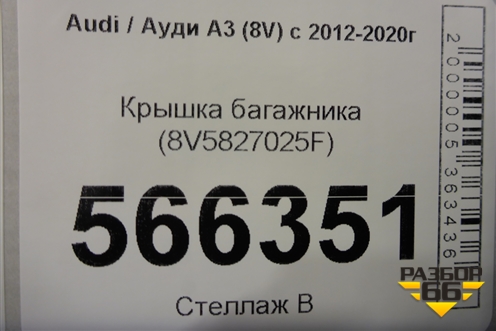 Audi / Ауди А3 (8V) с 2012-2020г
Крышка багажника
(8V5827025F)
566351
Стеллаж В
2000005363436
РАЗБОР
66